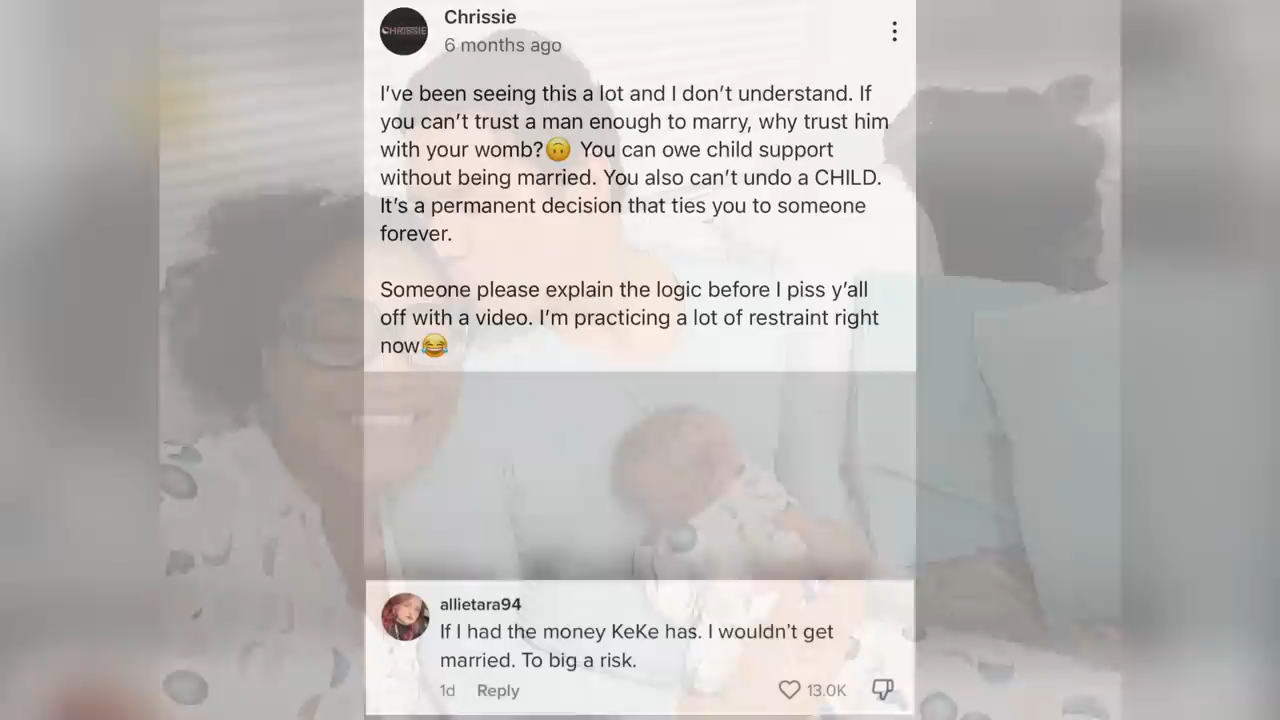 CHRISSIE
Chrissie
6 months ago
I've been seeing this a lot and I don't understand. If
you can't trust a man enough to marry, why trust him
with your womb?🙃 You can owe child support
without being married. You also can't undo a CHILD.
It's a permanent decision that ties you to someone
forever.
Someone please explain the logic before I piss y'all
off with a video. I'm practicing a lot of restraint right
now😂
allietara94
If I had the money KeKe has. I wouldn't get
married. To big a risk.
1d Reply 13.0K